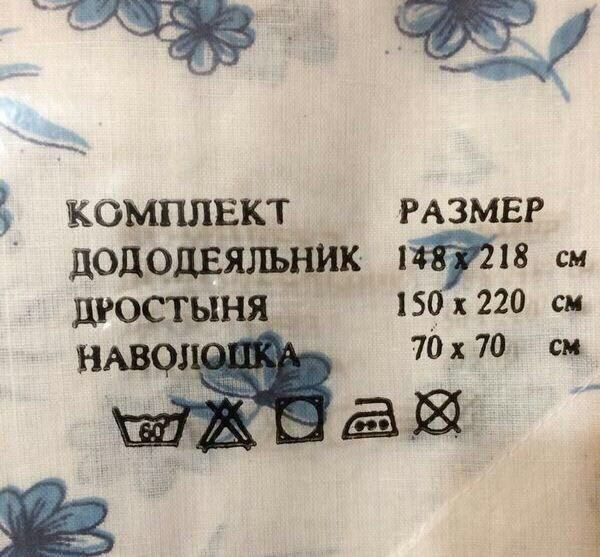 КОМПЛЕКТ РАЗМЕР
ДОДОДЕЯЛЬНИК 148 x 218 см
ДРОСТЫНЯ 150 x 220 см
НАВОЛОЦКА 70 x 70 см
60°